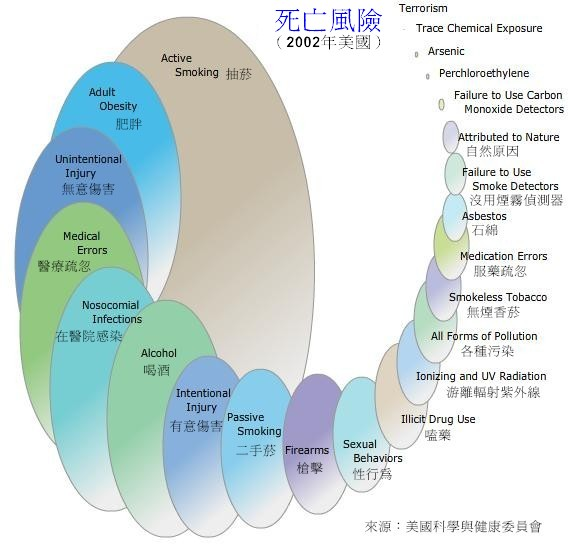 死亡風險
(2002年美國)
Active
Smoking 抽菸
Adult
Obesity
肥胖
Unintentional
Injury
無意傷害
Medical
Errors
醫療疏忽
Nosocomial
Infections
在醫院感染
Alcohol
喝酒
Intentional
Injury
有意傷害
Passive
Smoking
二手菸
Firearms
槍擊
Sexual
Behaviors
性行為
Illicit Drug Use
嗑藥
Ionizing and UV Radiation
游離輻射紫外線
All Forms of Pollution
各種污染
Smokeless Tobacco
無煙香菸
Medication Errors
服藥疏忽
Asbestos
石綿
Failure to Use
Smoke Detectors
沒用煙霧偵測器
Attributed to Nature
自然原因
Failure to Use Carbon
Monoxide Detectors
Perchloroethylene
Arsenic
Trace Chemical Exposure
Terrorism
來源：美國科學與健康委員會